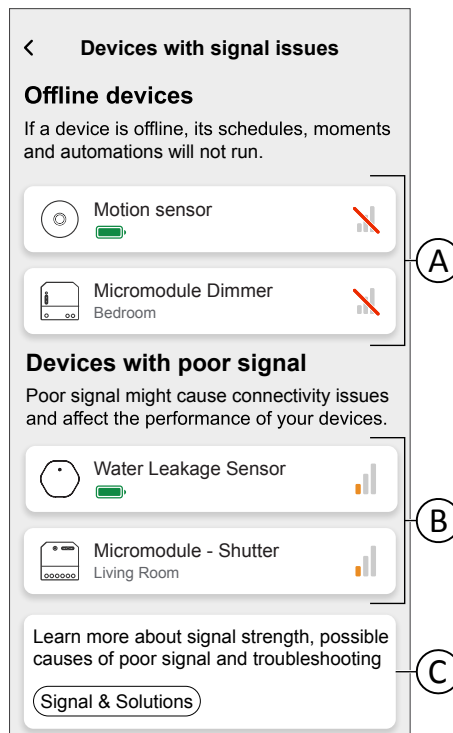 Devices with signal issues
Offline devices
If a device is offline, its schedules, moments
and automations will not run.
Motion sensor
Micromodule Dimmer
Bedroom
A
Devices with poor signal
Poor signal might cause connectivity issues
and affect the performance of your devices.
Water Leakage Sensor
Micromodule - Shutter
Living Room
B
Learn more about signal strength, possible
causes of poor signal and troubleshooting
Signal & Solutions
C